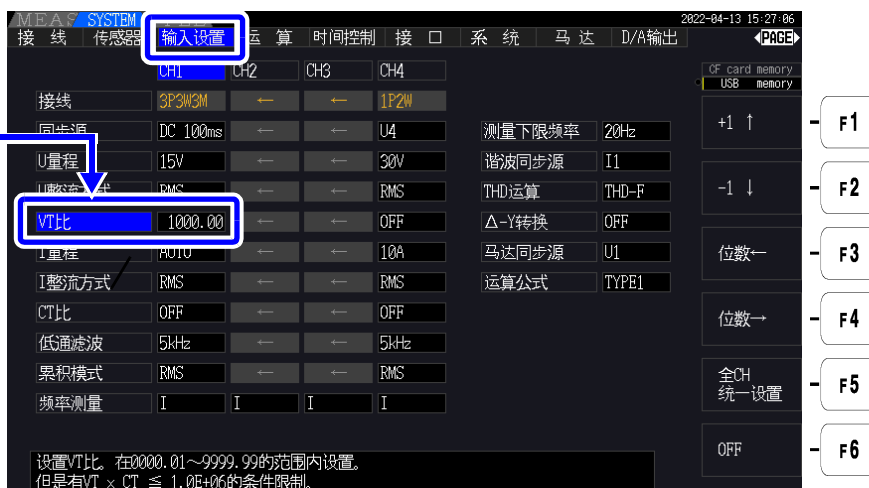 MEAS SYSTEM 2022-04-13 15:27:06
接线 传感器 输入设置 运算 时间控制 接口 系统 马达 D/A输出 PAGE
CH1 CH2 CH3 CH4
CF card memory
USB memory
接线 3P3W3M ← ← 1P2W
+1 ↑ F1
同步源 DC 100ms ← ← U4 测量下限频率 20Hz
U量程 15V ← ← 30V 谐波同步源 I1
U整流方式 RMS ← ← RMS THD运算 THD-F
-1 ↓ F2
VT比 1000.00 ← ← OFF Δ-Y转换 OFF
I量程 AUTO ← ← 10A 马达同步源 U1
位数← F3
I整流方式 RMS ← ← RMS 运算公式 TYPE1
CT比 OFF ← ← OFF
位数→ F4
低通滤波 5kHz ← ← 5kHz
累积模式 RMS ← ← RMS
全CH
统一设置 F5
频率测量 I I I I
OFF F6
设置VT比。在0000.01～9999.99的范围内设置。
但是有VT x CT ≦ 1.0E+06的条件限制。